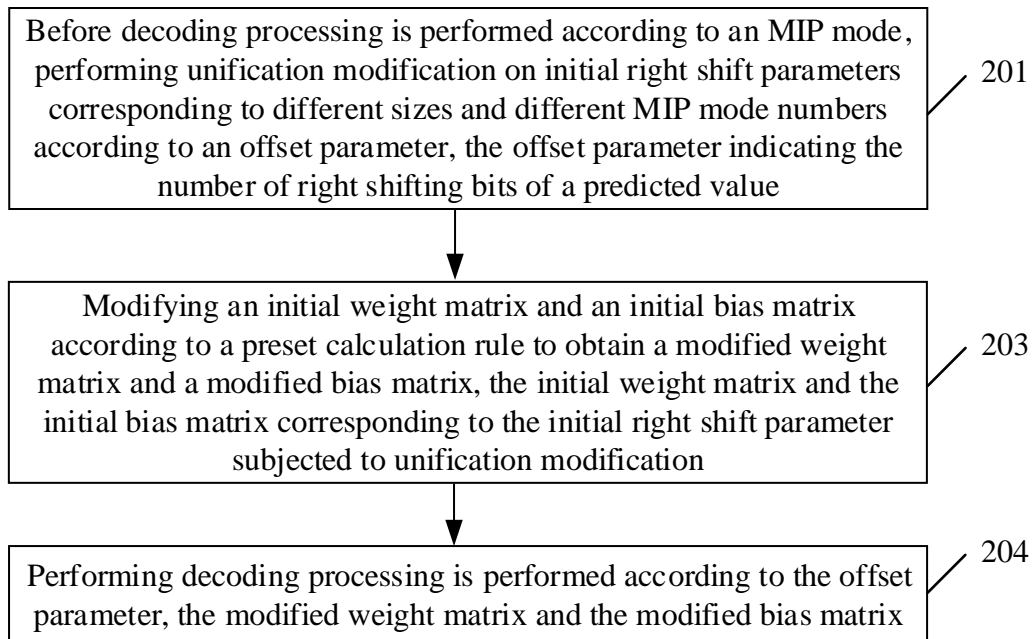 Before decoding processing is performed according to an MIP mode,
performing unification modification on initial right shift parameters
corresponding to different sizes and different MIP mode numbers
according to an offset parameter, the offset parameter indicating the
number of right shifting bits of a predicted value
201
Modifying an initial weight matrix and an initial bias matrix
according to a preset calculation rule to obtain a modified weight
matrix and a modified bias matrix, the initial weight matrix and the
initial bias matrix corresponding to the initial right shift parameter
subjected to unification modification
203
Performing decoding processing is performed according to the offset
parameter, the modified weight matrix and the modified bias matrix
204